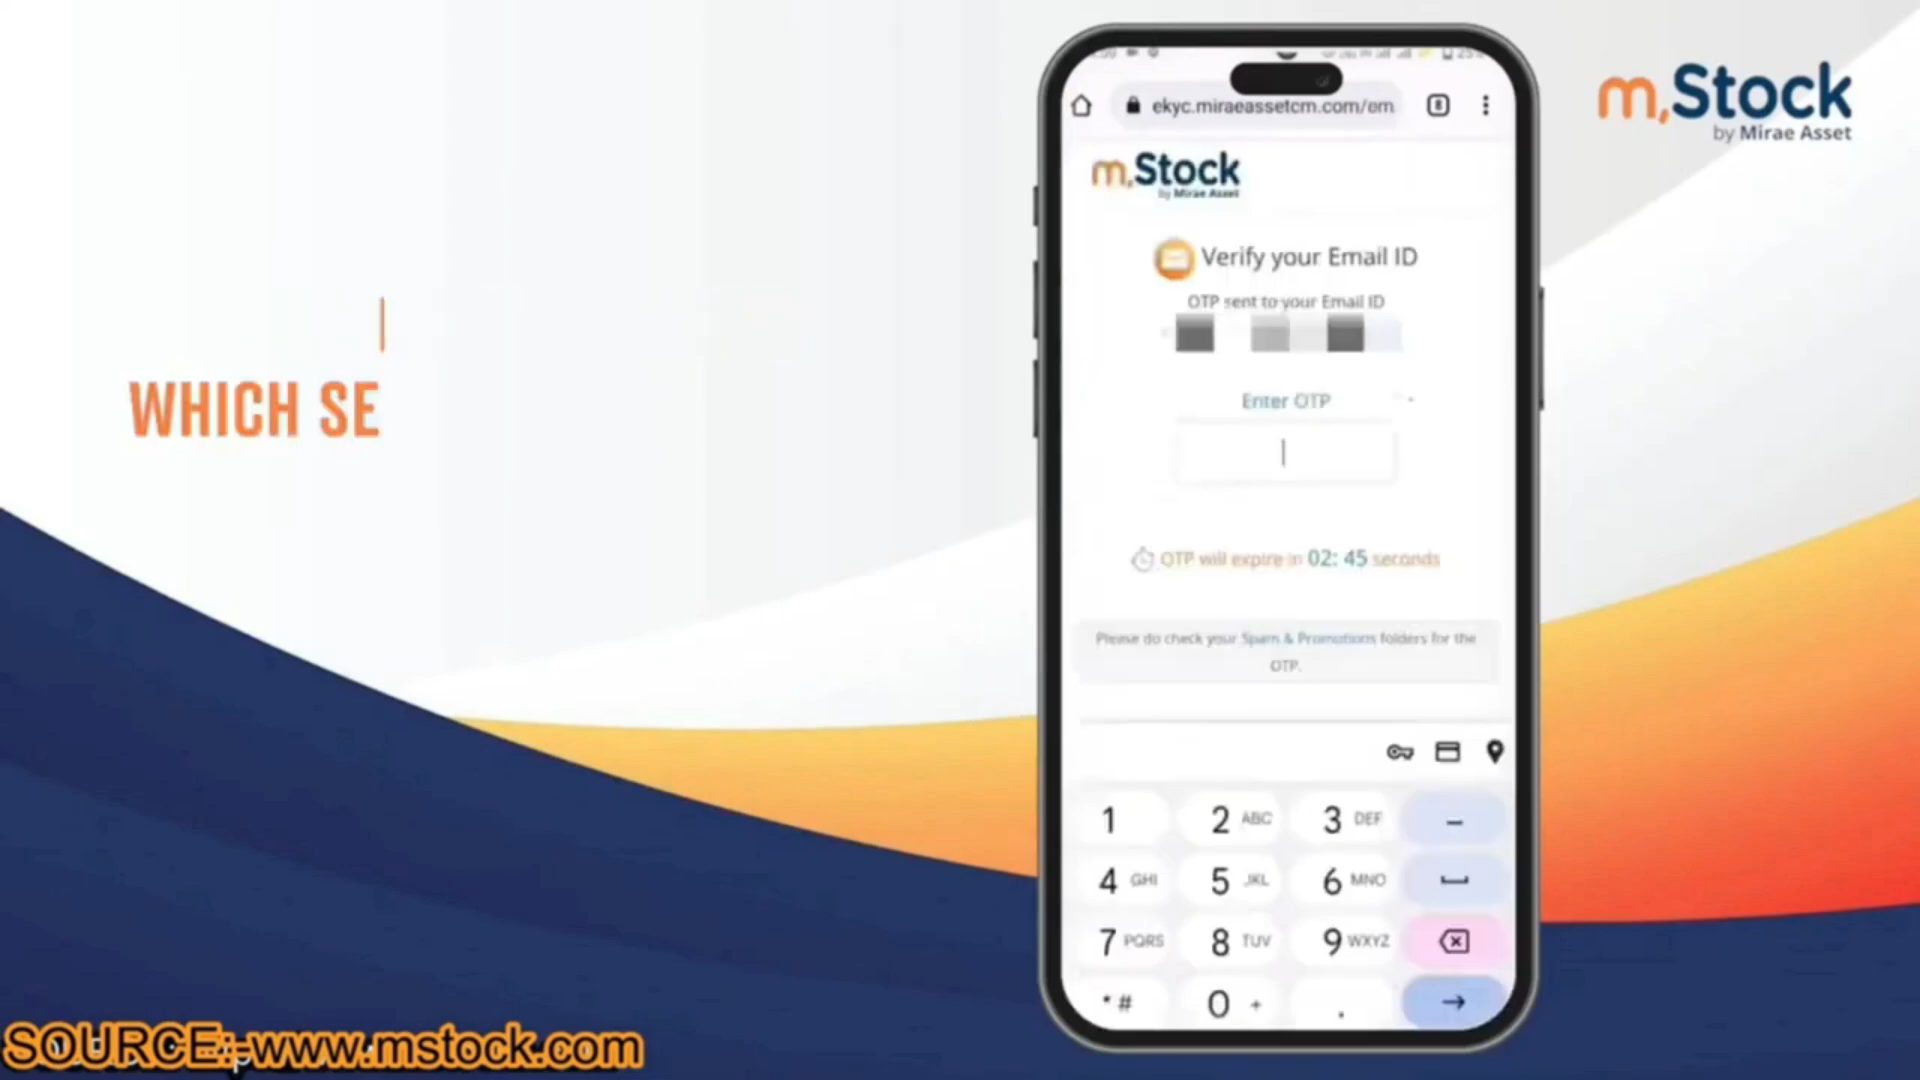 WHICH SE
m.Stock
by Mirae Asset
ekyc.miraeassetcm.com/em
8
m.Stock
by Mirae Asset
Verify your Email ID
OTP sent to your Email ID
Enter OTP
OTP will expire in 02: 45 seconds
Please do check your Spam & Promotions folders for the
OTP.
1
2 ABC
3 DEF
-
4 GHI
5 JKL
6 MNO
7 PQRS
8 TUV
9 WXYZ
* #
0 +
.
SOURCE:-www.mstock.com